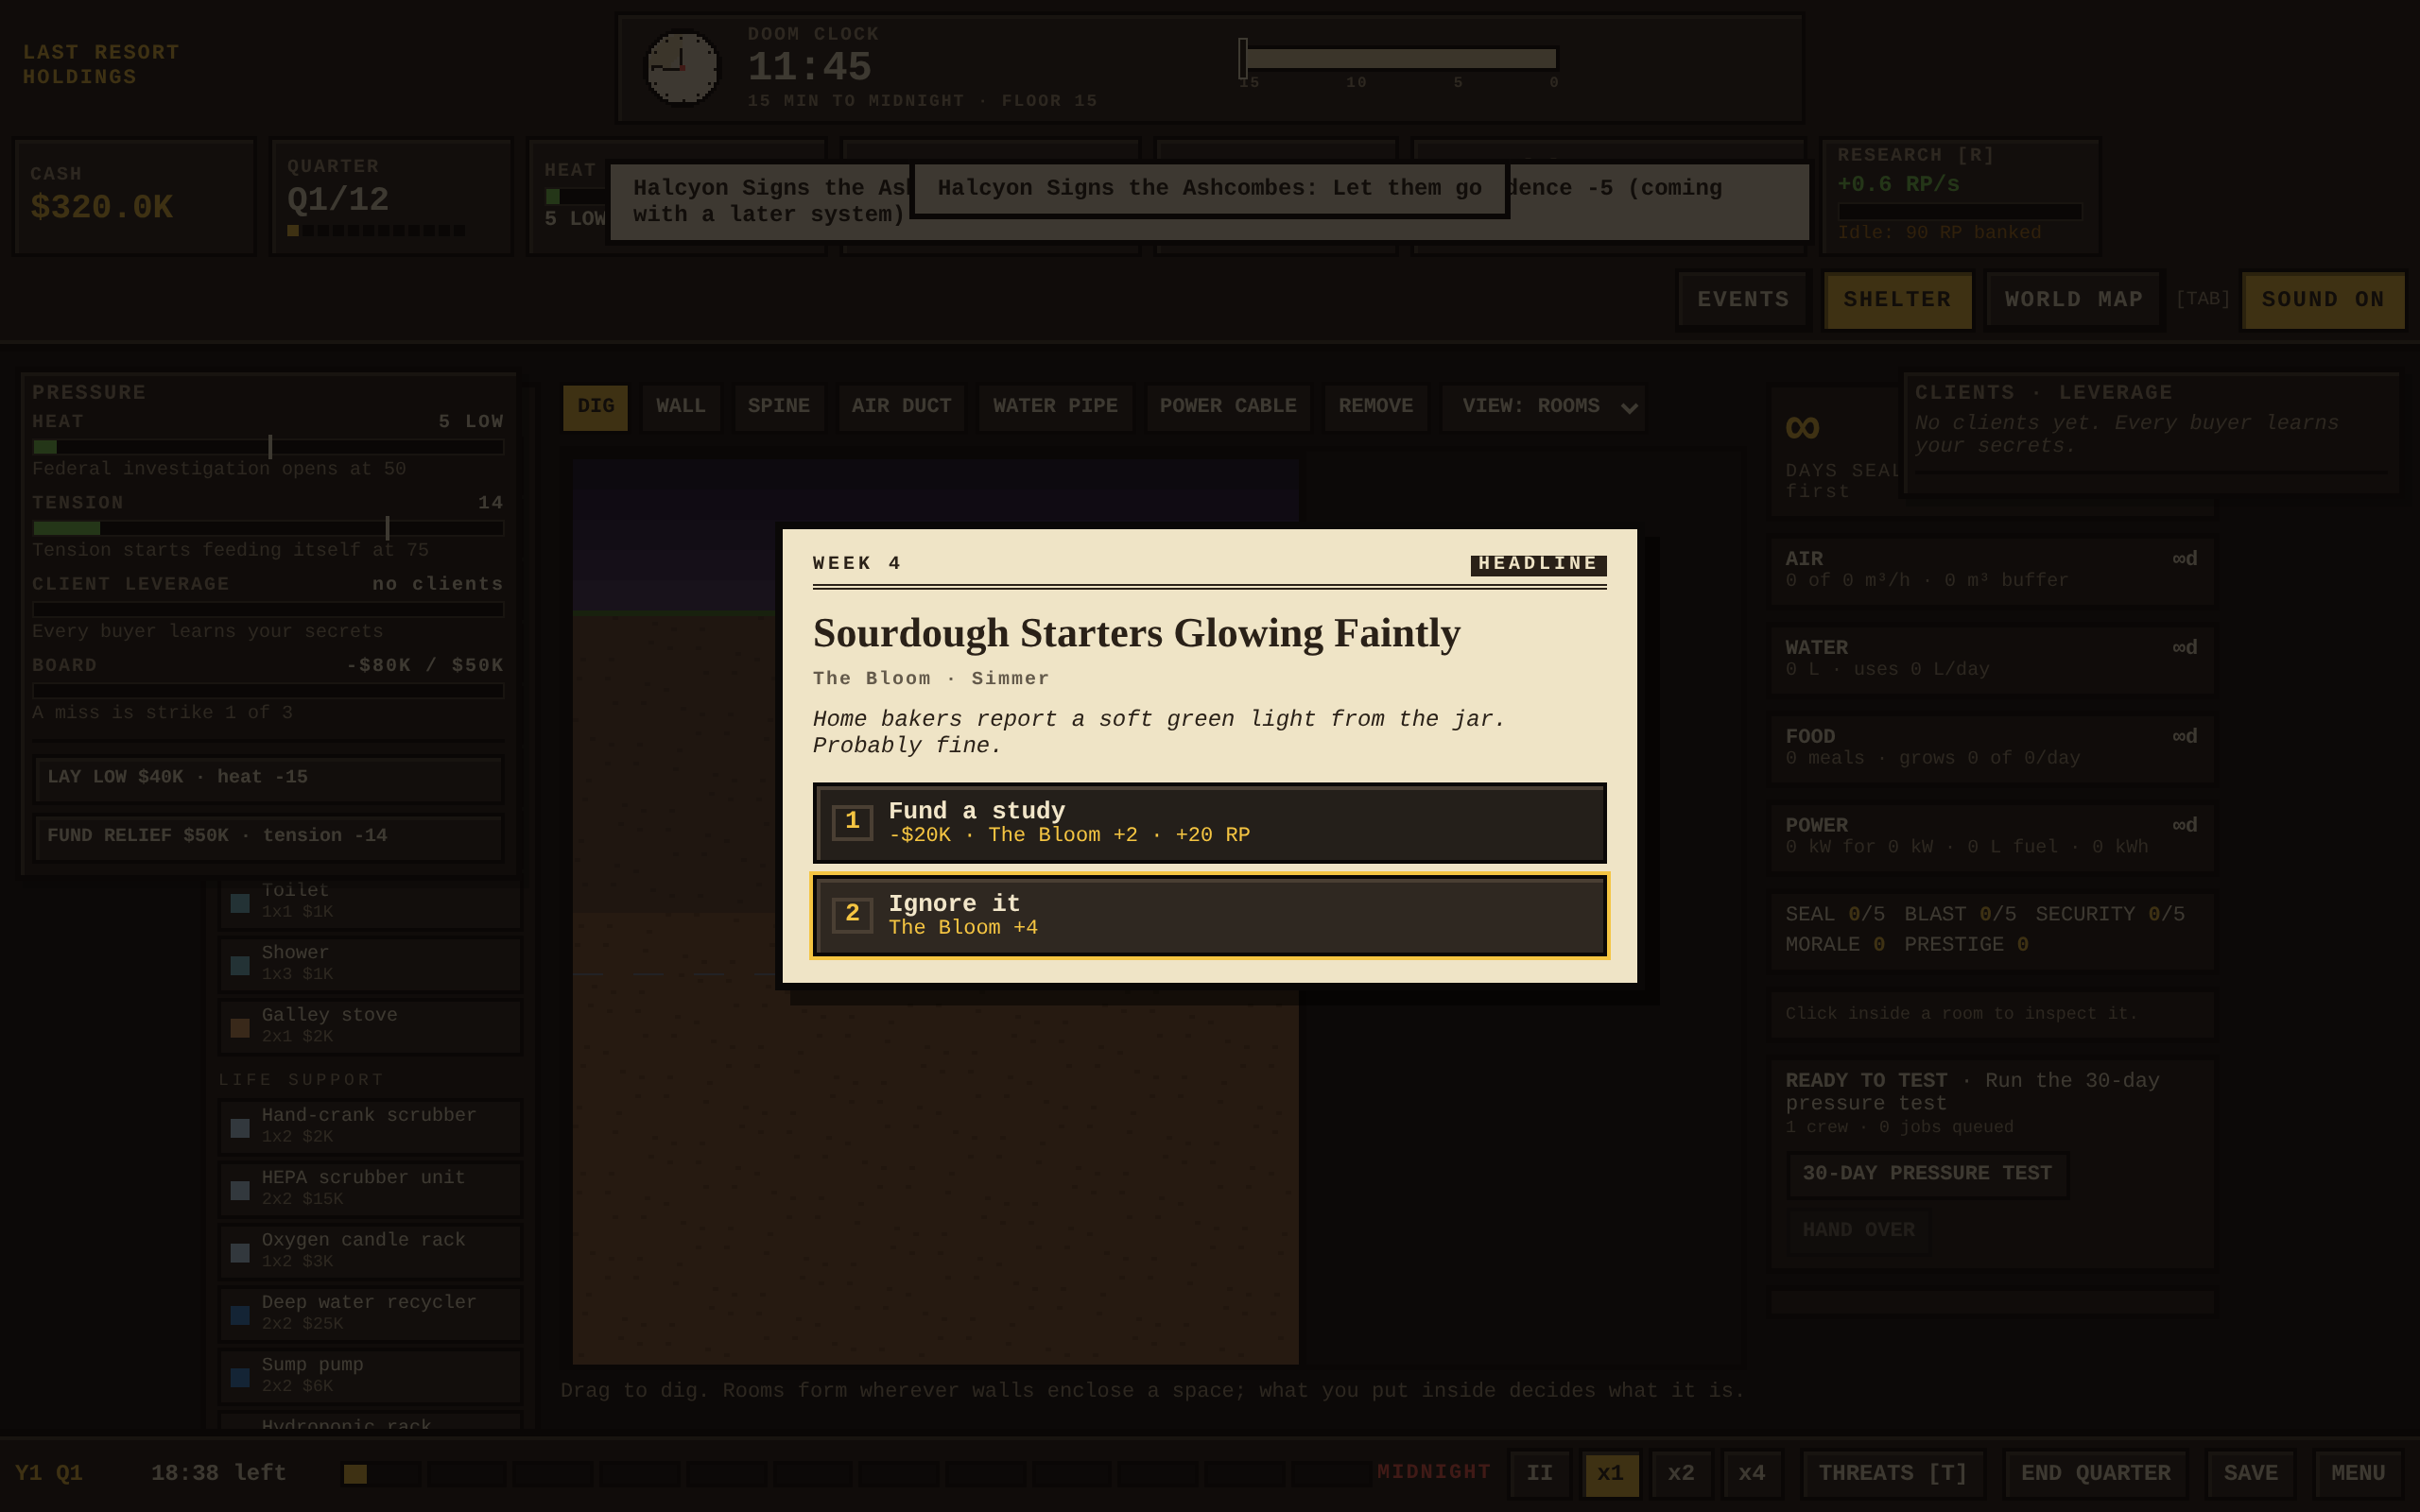 LAST RESORT
HOLDINGS
DOOM CLOCK
11:45
15 MIN TO MIDNIGHT · FLOOR 15
15 10 5 0
CASH
$320.0K
QUARTER
Q1/12
HEAT
5 LOW
Halcyon Signs the Ash
with a later system)
Halcyon Signs the Ashcombes: Let them go
dence -5 (coming
RESEARCH [R]
+0.6 RP/s
Idle: 90 RP banked
EVENTS
SHELTER
WORLD MAP
[TAB]
SOUND ON
PRESSURE
HEAT 5 LOW
Federal investigation opens at 50
TENSION 14
Tension starts feeding itself at 75
CLIENT LEVERAGE no clients
Every buyer learns your secrets
BOARD -$80K / $50K
A miss is strike 1 of 3
LAY LOW $40K · heat -15
FUND RELIEF $50K · tension -14
Toilet
1x1 $1K
Shower
1x3 $1K
Galley stove
2x1 $2K
LIFE SUPPORT
Hand-crank scrubber
1x2 $2K
HEPA scrubber unit
2x2 $15K
Oxygen candle rack
1x2 $3K
Deep water recycler
2x2 $25K
Sump pump
2x2 $6K
Hydroponic rack
DIG
WALL
SPINE
AIR DUCT
WATER PIPE
POWER CABLE
REMOVE
VIEW: ROOMS
WEEK 4
HEADLINE
Sourdough Starters Glowing Faintly
The Bloom · Simmer
Home bakers report a soft green light from the jar.
Probably fine.
1 Fund a study
-$20K · The Bloom +2 · +20 RP
2 Ignore it
The Bloom +4
Drag to dig. Rooms form wherever walls enclose a space; what you put inside decides what it is.
∞
DAYS SEAL
first
CLIENTS · LEVERAGE
No clients yet. Every buyer learns
your secrets.
AIR ∞d
0 of 0 m³/h · 0 m³ buffer
WATER ∞d
0 L · uses 0 L/day
FOOD ∞d
0 meals · grows 0 of 0/day
POWER ∞d
0 kW for 0 kW · 0 L fuel · 0 kWh
SEAL 0/5 BLAST 0/5 SECURITY 0/5
MORALE 0 PRESTIGE 0
Click inside a room to inspect it.
READY TO TEST · Run the 30-day
pressure test
1 crew · 0 jobs queued
30-DAY PRESSURE TEST
HAND OVER
Y1 Q1
18:38 left
MIDNIGHT
II
x1
x2
x4
THREATS [T]
END QUARTER
SAVE
MENU